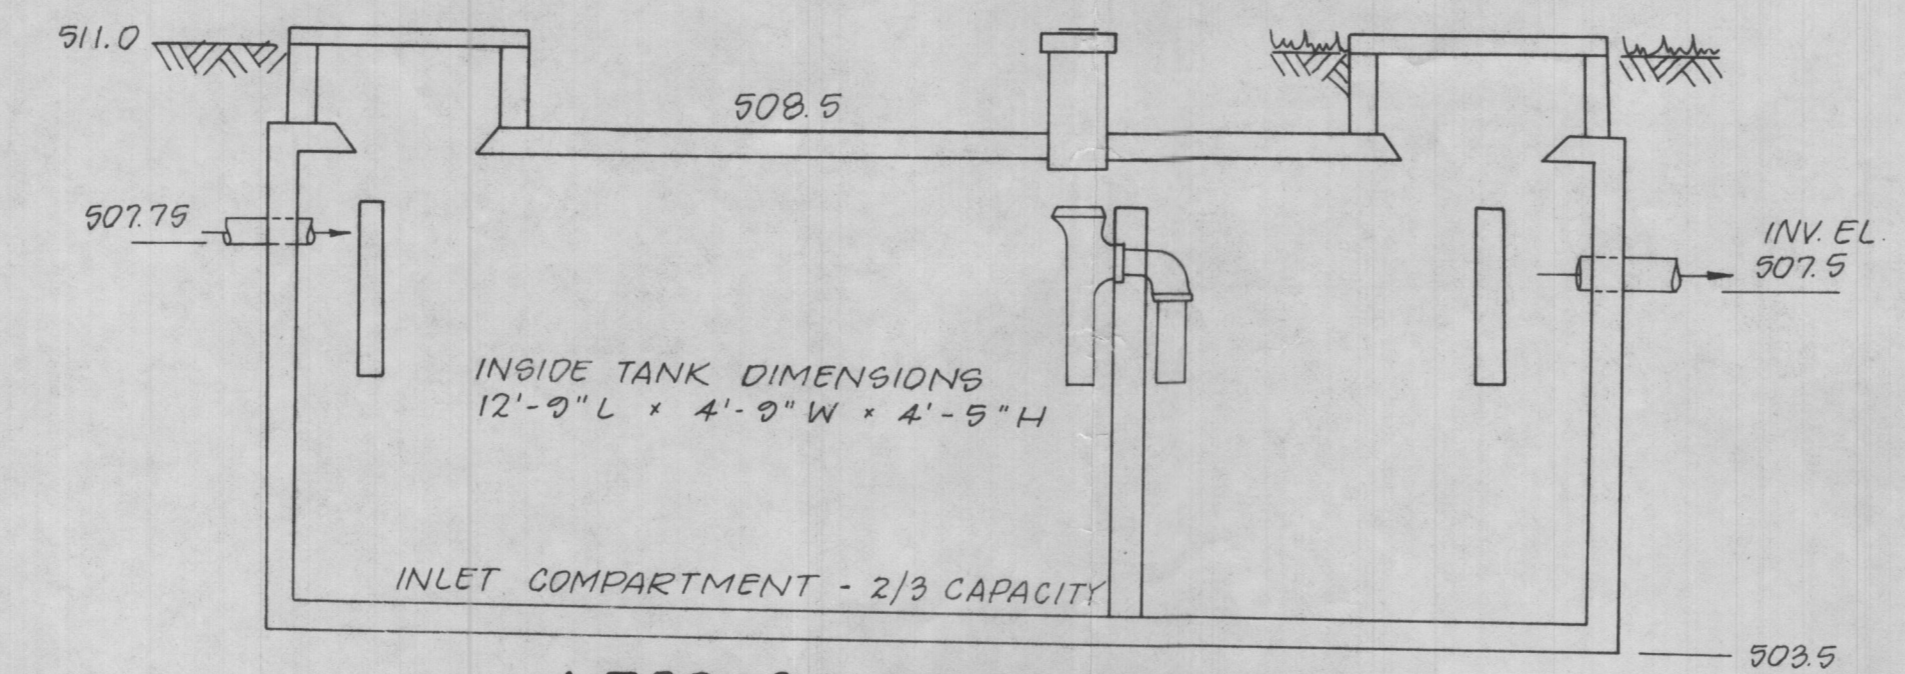 511.0
508.5
507.75
INV. EL.
507.5
INSIDE TANK DIMENSIONS
12'-9" L × 4'-9" W × 4'-5" H
INLET COMPARTMENT - 2/3 CAPACITY
503.5